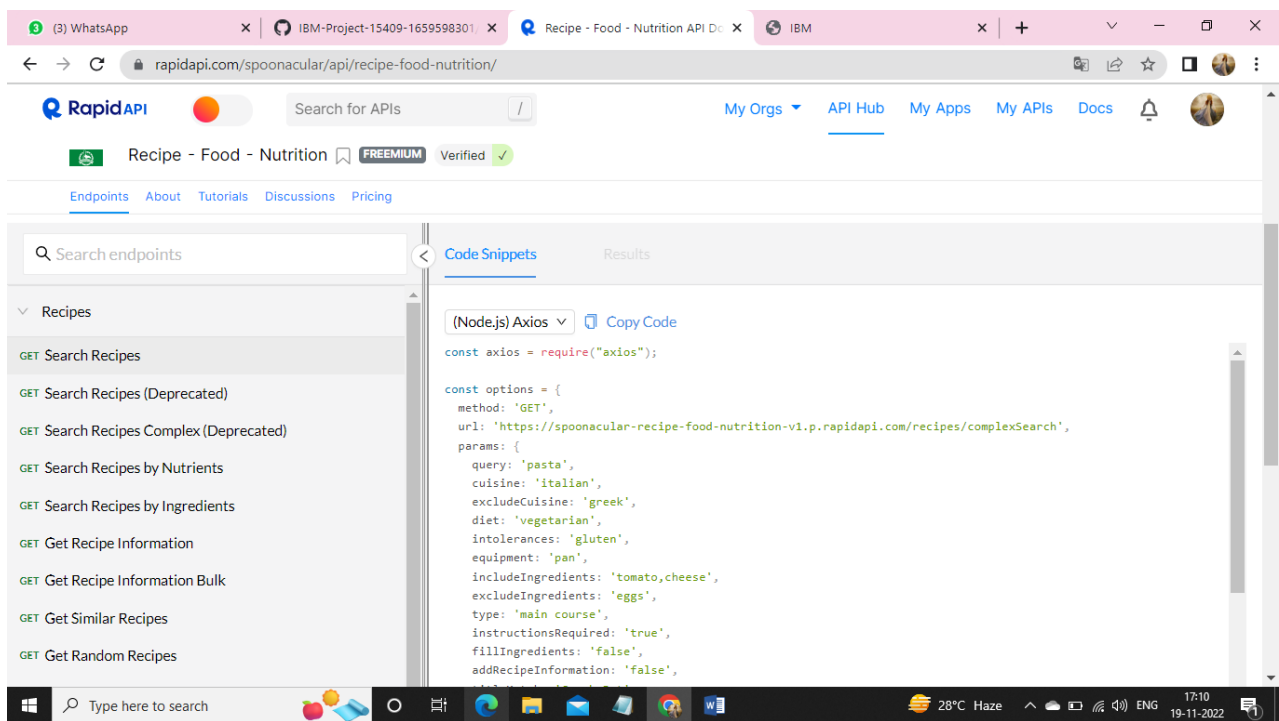 (3) WhatsApp
IBM-Project-15409-1659598301
Recipe - Food - Nutrition API Do
IBM
rapidapi.com/spoonacular/api/recipe-food-nutrition/
Rapid API
Search for APIs
/
My Orgs
API Hub
My Apps
My APIs
Docs
Recipe - Food - Nutrition
FREEMIUM
Verified ✓
Endpoints
About
Tutorials
Discussions
Pricing
Search endpoints
Recipes
GET Search Recipes
GET Search Recipes (Deprecated)
GET Search Recipes Complex (Deprecated)
GET Search Recipes by Nutrients
GET Search Recipes by Ingredients
GET Get Recipe Information
GET Get Recipe Information Bulk
GET Get Similar Recipes
GET Get Random Recipes
Code Snippets
Results
(Node.js) Axios
Copy Code
const axios = require("axios");
const options = {
method: 'GET',
url: 'https://spoonacular-recipe-food-nutrition-v1.p.rapidapi.com/recipes/complexSearch',
params: {
query: 'pasta',
cuisine: 'italian',
excludeCuisine: 'greek',
diet: 'vegetarian',
intolerances: 'gluten',
equipment: 'pan',
includeIngredients: 'tomato,cheese',
excludeIngredients: 'eggs',
type: 'main course',
instructionsRequired: 'true',
fillIngredients: 'false',
addRecipeInformation: 'false',
Type here to search
28°C Haze
ENG
17:10
19-11-2022